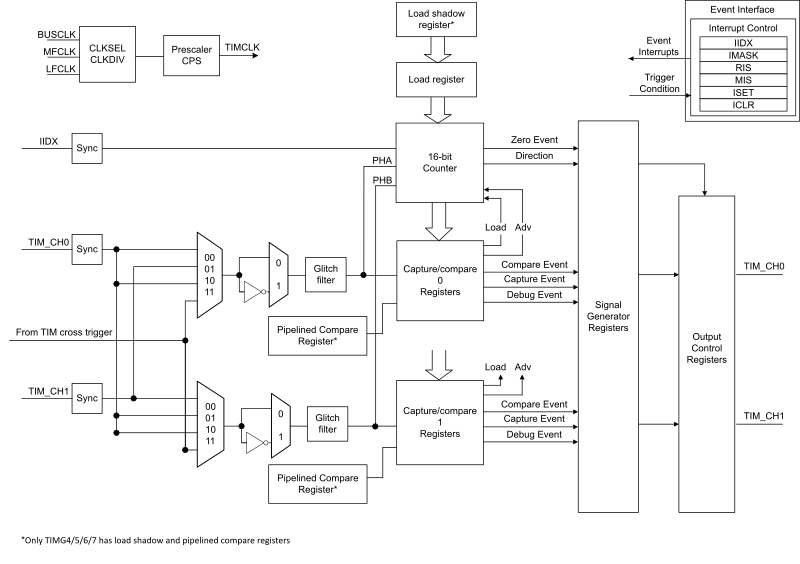 Load shadow
register*
Event Interface
Interrupt Control
IIDX
IMASK
RIS
MIS
ISET
ICLR
Event
Interrupts
Trigger
Condition
BUSCLK
MFCLK
LFCLK
CLKSEL
CLKDIV
Prescaler
CPS
TIMCLK
Load register
IIDX
Sync
PHA
PHB
16-bit
Counter
Zero Event
Direction
Load
Adv
TIM_CH0
Sync
00
01
10
11
0
1
Glitch
filter
Capture/compare
0
Registers
Compare Event
Capture Event
Debug Event
Signal
Generator
Registers
TIM_CH0
Pipelined Compare
Register*
From TIM cross trigger
Output
Control
Registers
Load
Adv
TIM_CH1
Sync
00
01
10
11
0
1
Glitch
filter
Capture/compare
1
Registers
Compare Event
Capture Event
Debug Event
TIM_CH1
Pipelined Compare
Register*
*Only TIMG4/5/6/7 has load shadow and pipelined compare registers